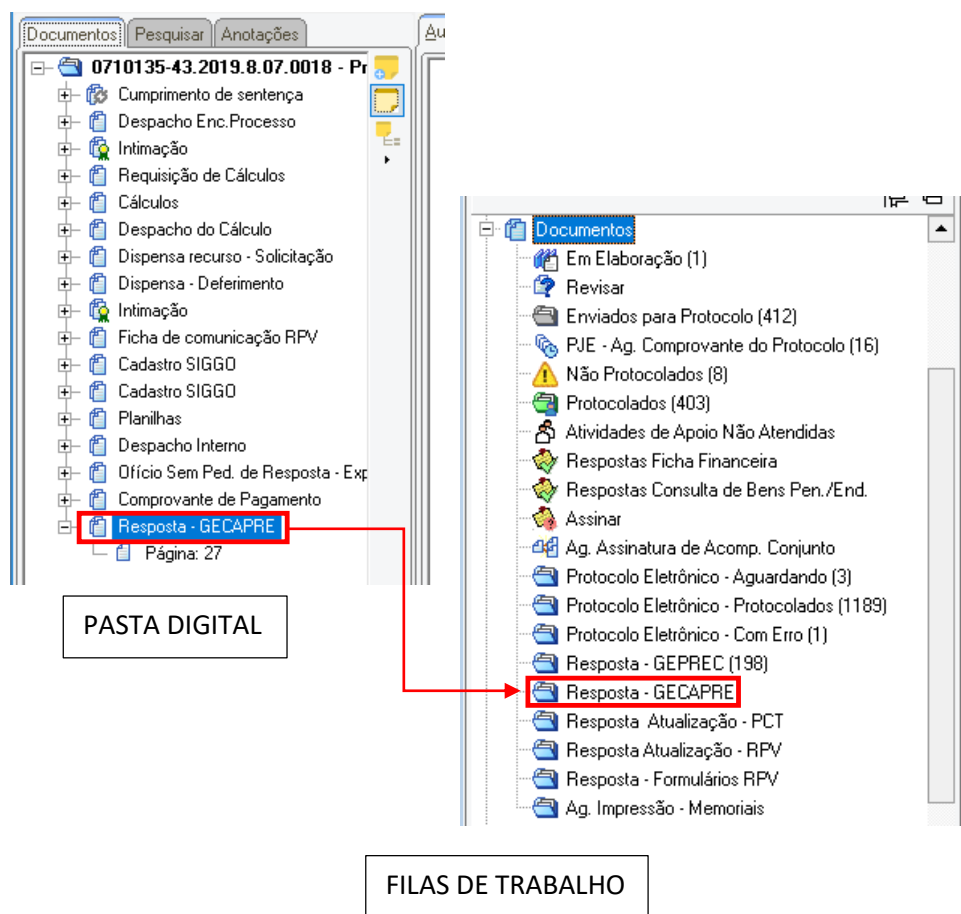 Documentos Pesquisar Anotações
0710135-43.2019.8.07.0018 - Pr
Cumprimento de sentença
Despacho Enc.Processo
Intimação
Requisição de Cálculos
Cálculos
Despacho do Cálculo
Dispensa recurso - Solicitação
Dispensa - Deferimento
Intimação
Ficha de comunicação RPV
Cadastro SIGGO
Cadastro SIGGO
Planilhas
Despacho Interno
Ofício Sem Ped. de Resposta - Exp
Comprovante de Pagamento
Resposta - GECAPRE
Página: 27
PASTA DIGITAL
Au
Documentos
Em Elaboração (1)
Revisar
Enviados para Protocolo (412)
PJE - Ag. Comprovante do Protocolo (16)
Não Protocolados (8)
Protocolados (403)
Atividades de Apoio Não Atendidas
Respostas Ficha Financeira
Respostas Consulta de Bens Pen./End.
Assinar
Ag. Assinatura de Acomp. Conjunto
Protocolo Eletrônico - Aguardando (3)
Protocolo Eletrônico - Protocolados (1189)
Protocolo Eletrônico - Com Erro (1)
Resposta - GEPREC (198)
Resposta - GECAPRE
Resposta Atualização - PCT
Resposta Atualização - RPV
Resposta - Formulários RPV
Ag. Impressão - Memoriais
FILAS DE TRABALHO